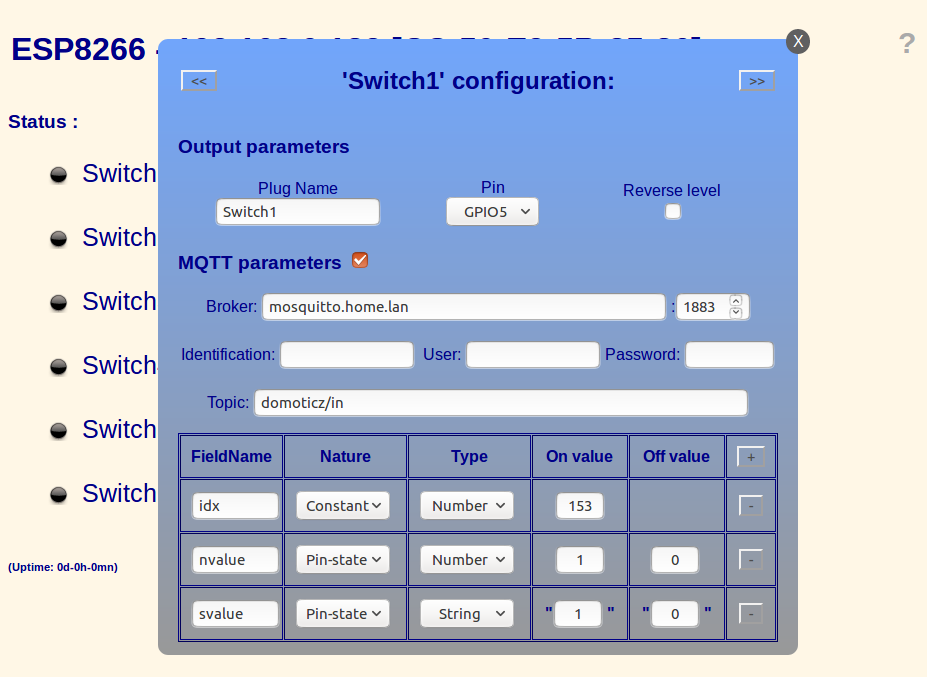 ESP8266 -
X
?
<< 'Switch1' configuration: >>
Status :
Output parameters
Switch
Plug Name Pin Reverse level
Switch1 GPIO5
Switch
MQTT parameters
Switch
Broker: mosquitto.home.lan : 1883
Switch
Identification: User: Password:
Topic: domoticz/in
Switch
FieldName Nature Type On value Off value +
Switch
idx Constant Number 153 -
(Uptime: 0d-0h-0mn)
nvalue Pin-state Number 1 0 -
svalue Pin-state String " 1 " " 0 " -